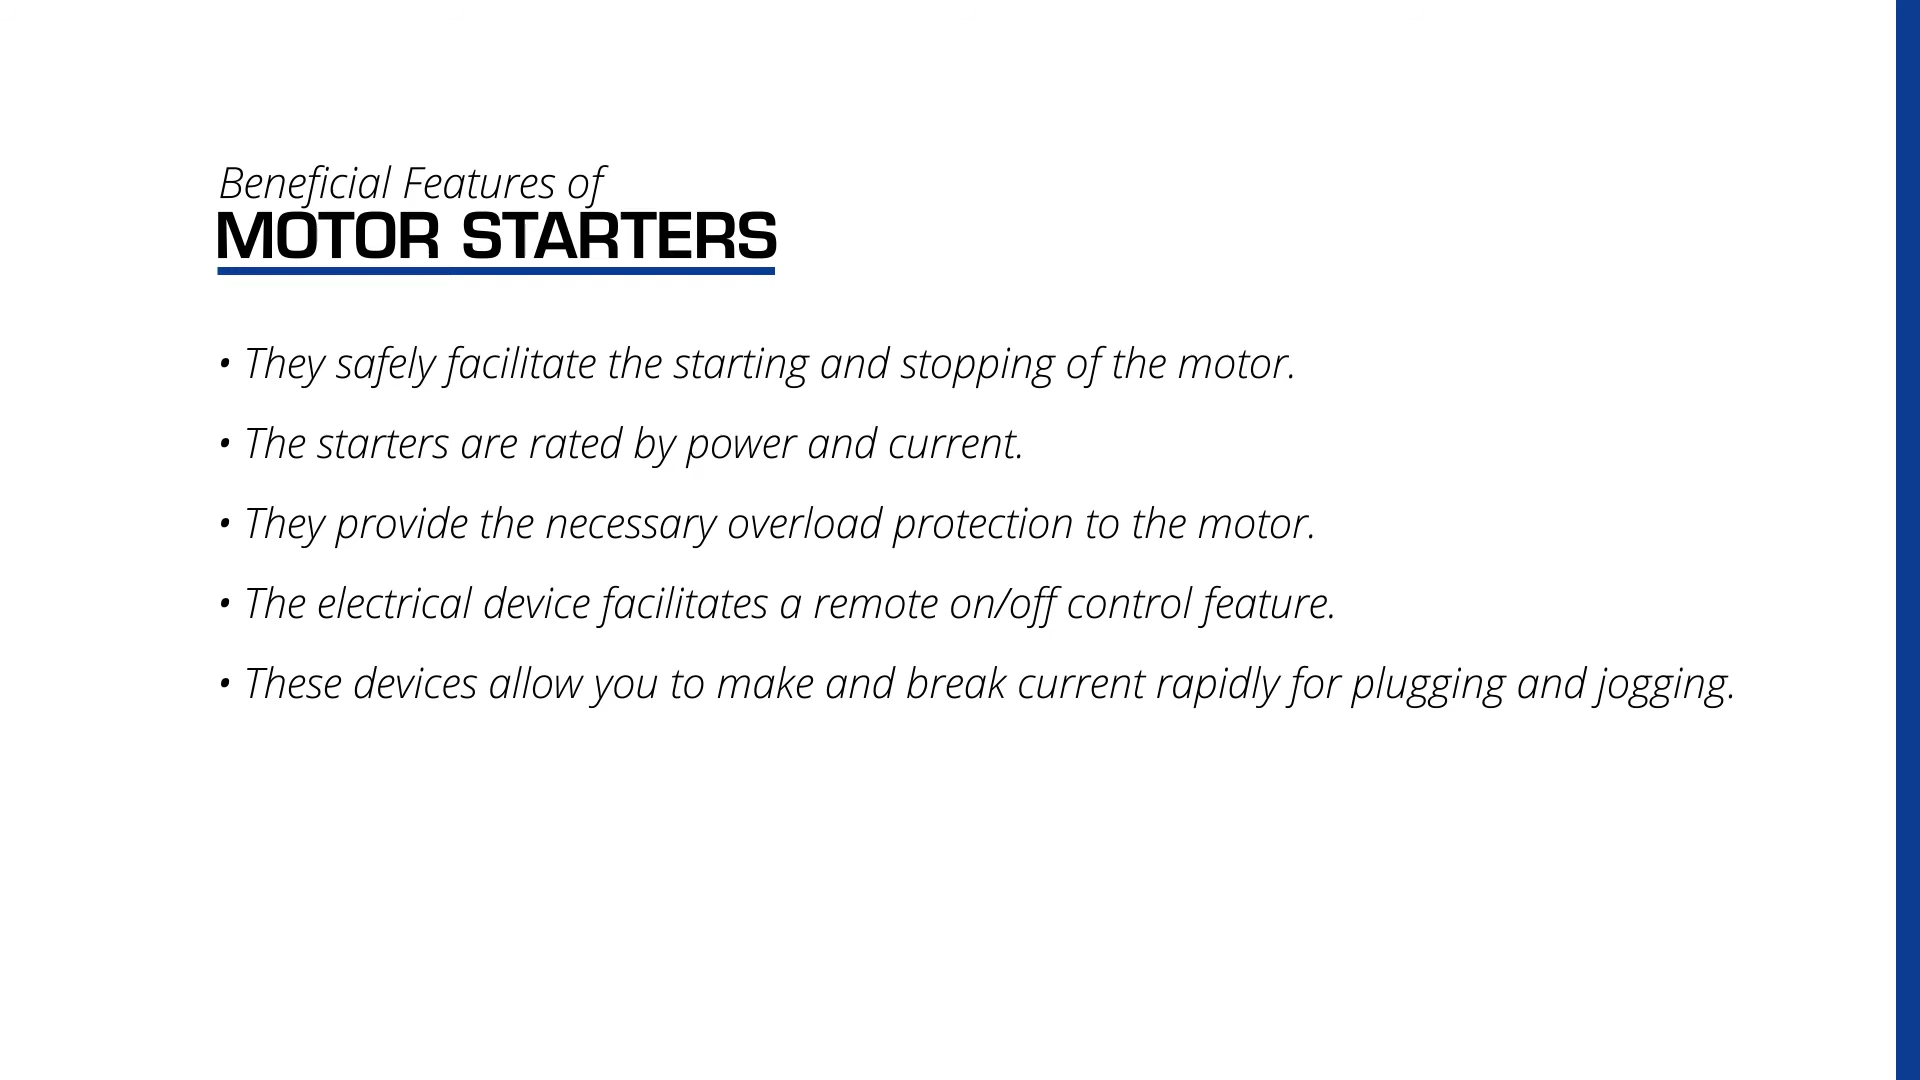 Beneficial Features of
MOTOR STARTERS
• They safely facilitate the starting and stopping of the motor.
• The starters are rated by power and current.
• They provide the necessary overload protection to the motor.
• The electrical device facilitates a remote on/off control feature.
• These devices allow you to make and break current rapidly for plugging and jogging.